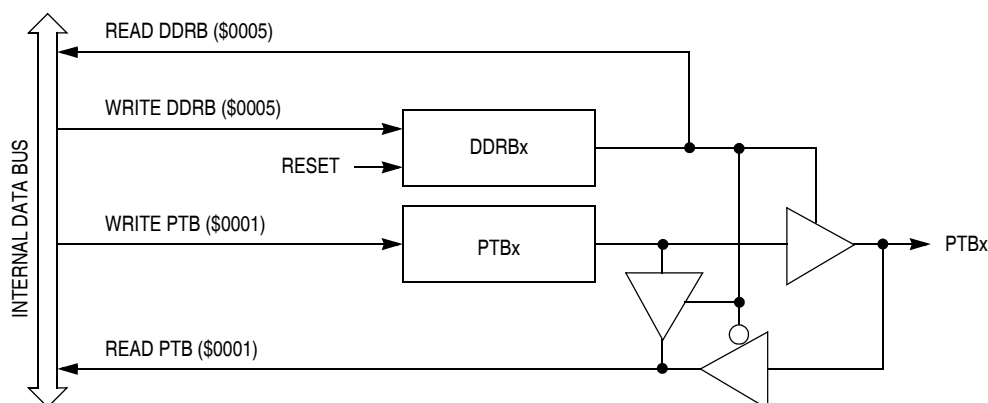 READ DDRB ($0005)
WRITE DDRB ($0005)
DDRBx
RESET
INTERNAL DATA BUS
WRITE PTB ($0001)
PTBx
PTBx
READ PTB ($0001)